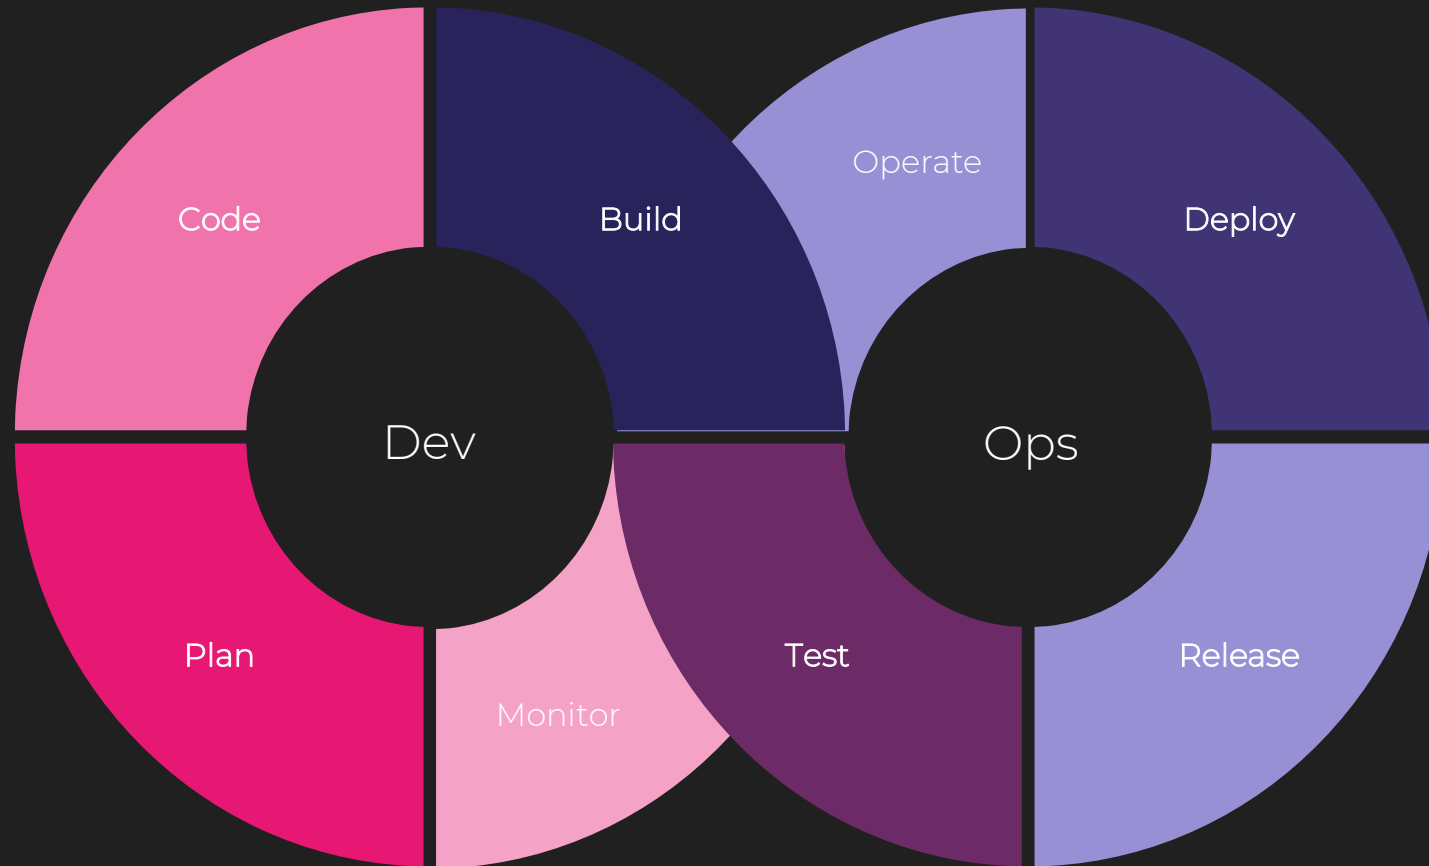 Operate
Code
Build
Deploy
Dev
Ops
Plan
Test
Release
Monitor